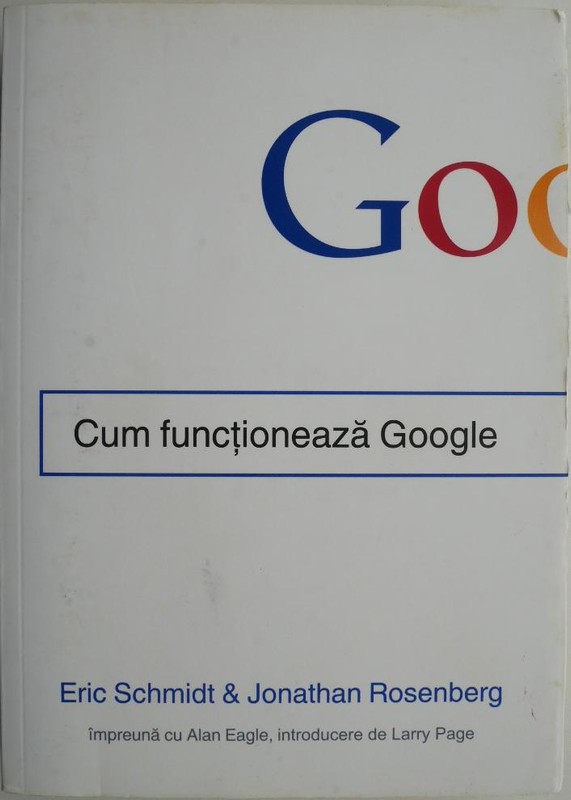 Goo
Cum funcționează Google
Eric Schmidt & Jonathan Rosenberg
împreună cu Alan Eagle, introducere de Larry Page